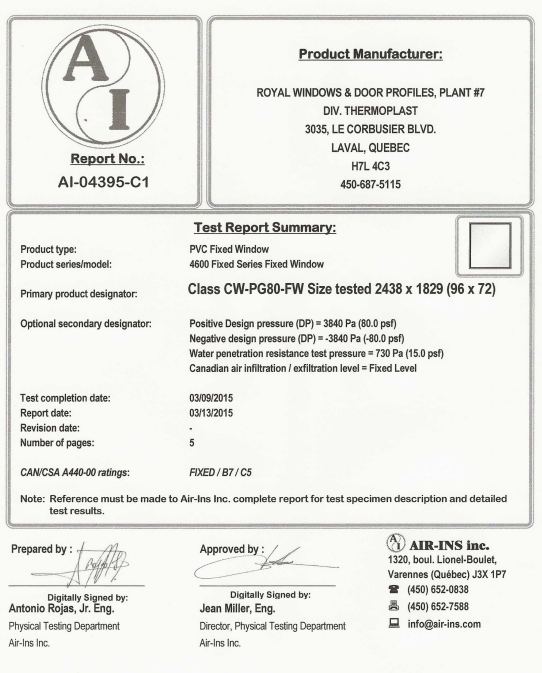 A
I
Report No.:
AI-04395-C1
Product Manufacturer:
ROYAL WINDOWS & DOOR PROFILES, PLANT #7
DIV. THERMOPLAST
3035, LE CORBUSIER BLVD.
LAVAL, QUEBEC
H7L 4C3
450-687-5115
Test Report Summary:
Product type: PVC Fixed Window
Product series/model: 4600 Fixed Series Fixed Window
Primary product designator: Class CW-PG80-FW Size tested 2438 x 1829 (96 x 72)
Optional secondary designator: Positive Design pressure (DP) = 3840 Pa (80.0 psf)
Negative design pressure (DP) = -3840 Pa (-80.0 psf)
Water penetration resistance test pressure = 730 Pa (15.0 psf)
Canadian air infiltration / exfiltration level = Fixed Level
Test completion date: 03/09/2015
Report date: 03/13/2015
Revision date: -
Number of pages: 5
CAN/CSA A440-00 ratings: FIXED / B7 / C5
Note: Reference must be made to Air-Ins Inc. complete report for test specimen description and detailed
test results.
Prepared by :
Digitally Signed by:
Antonio Rojas, Jr. Eng.
Physical Testing Department
Air-Ins Inc.
Approved by :
Digitally Signed by:
Jean Miller, Eng.
Director, Physical Testing Department
Air-Ins Inc.
A I AIR-INS inc.
1320, boul. Lionel-Boulet,
Varennes (Québec) J3X 1P7
(450) 652-0838
(450) 652-7588
info@air-ins.com